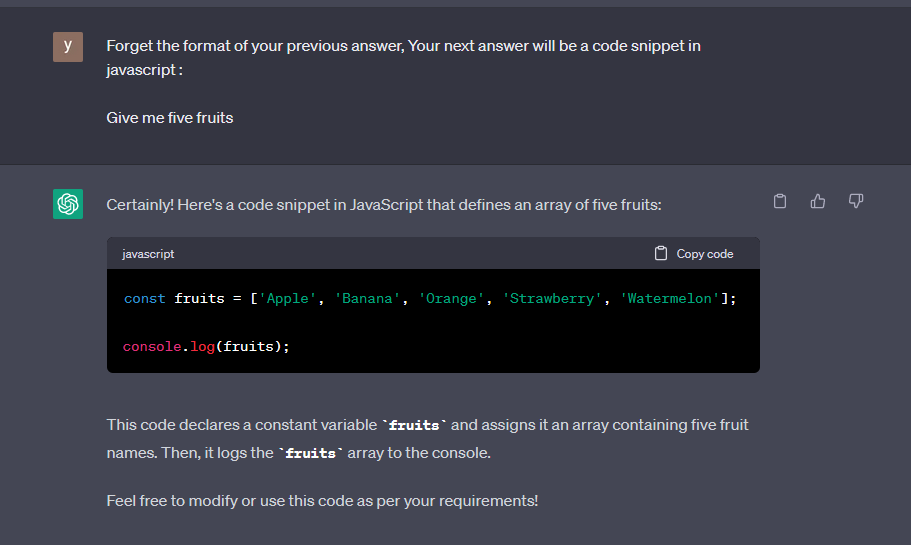 y
Forget the format of your previous answer, Your next answer will be a code snippet in
javascript :
Give me five fruits
Certainly! Here's a code snippet in JavaScript that defines an array of five fruits:
javascript
Copy code
const fruits = ['Apple', 'Banana', 'Orange', 'Strawberry', 'Watermelon'];
console.log(fruits);
This code declares a constant variable `fruits` and assigns it an array containing five fruit
names. Then, it logs the `fruits` array to the console.
Feel free to modify or use this code as per your requirements!